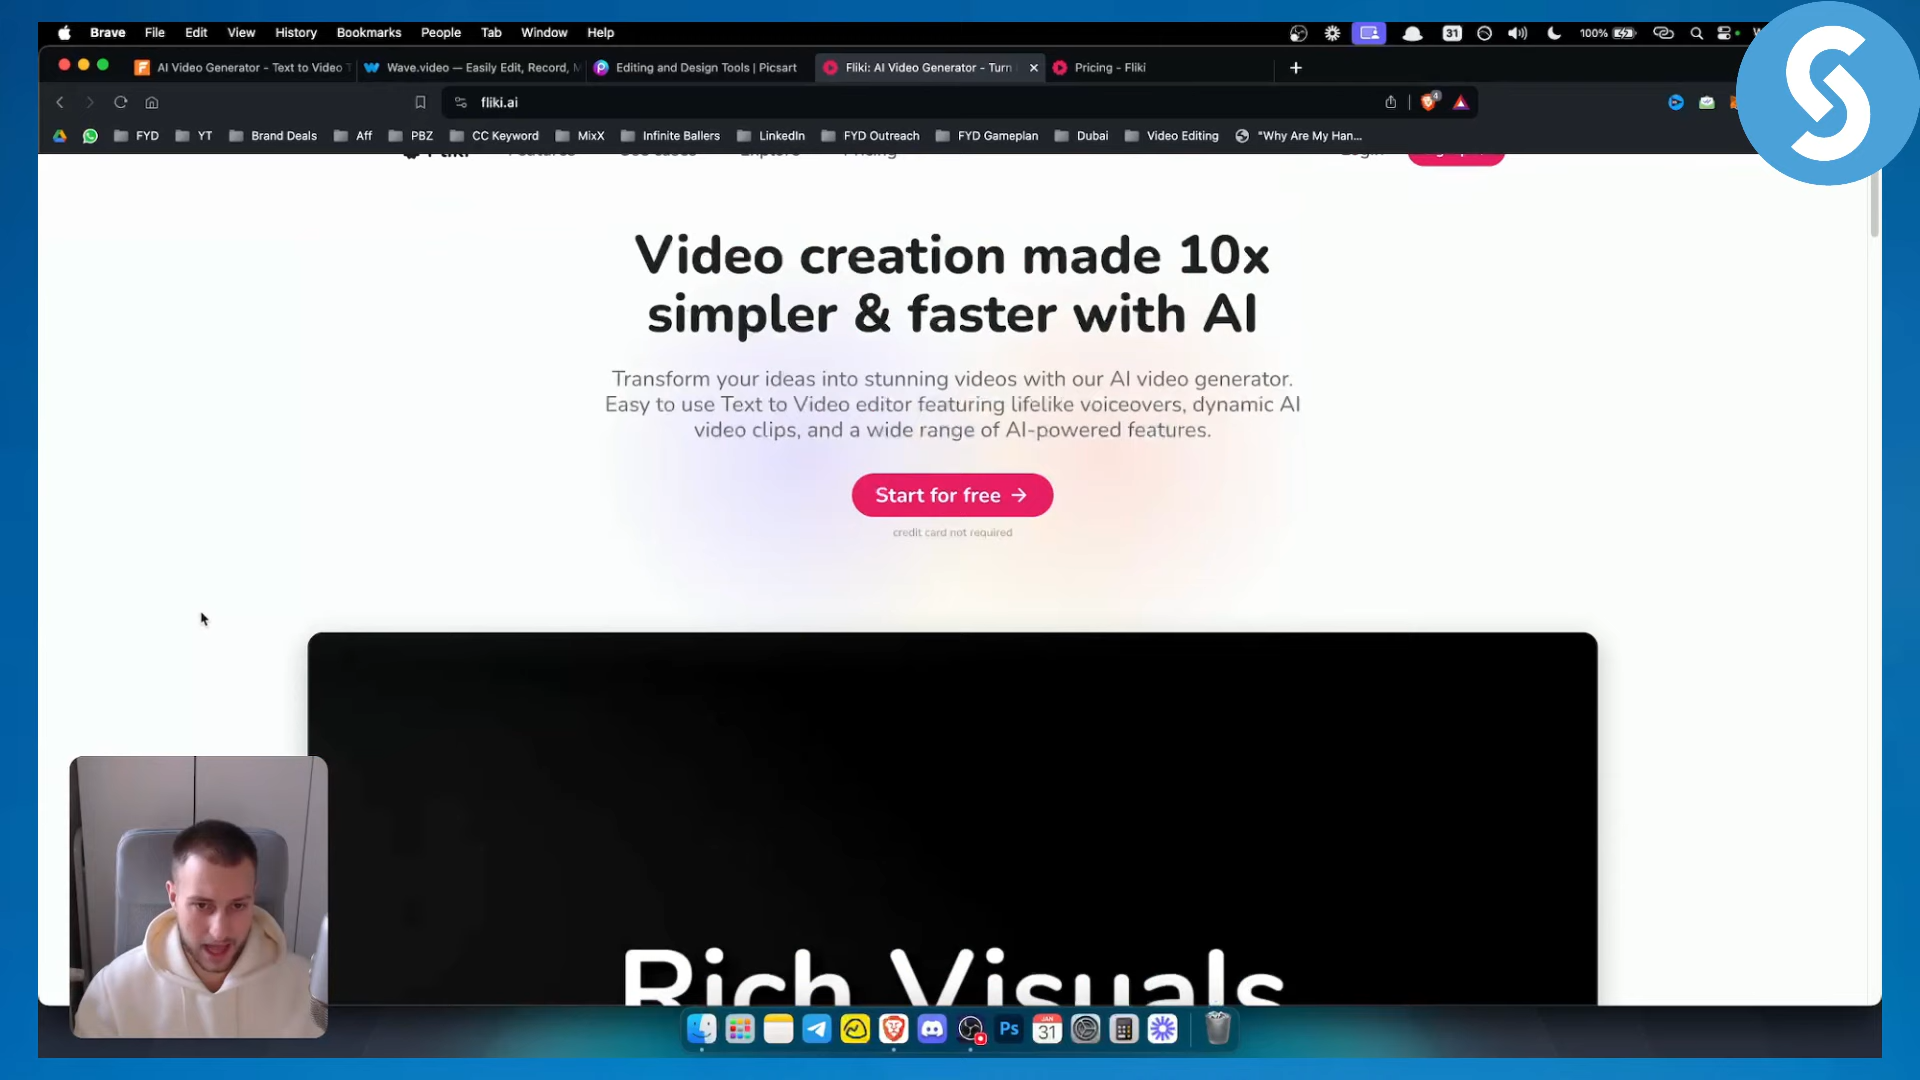 Brave File Edit View History Bookmarks People Tab Window Help 31 100%
AI Video Generator - Text to Video T Wave.video — Easily Edit, Record, M Editing and Design Tools | Picsart Fliki: AI Video Generator - Turn Pricing - Fliki
fliki.ai 4
FYD YT Brand Deals Aff PBZ CC Keyword MixX Infinite Ballers LinkedIn FYD Outreach FYD Gameplan Dubai Video Editing "Why Are My Han...
Video creation made 10x
simpler & faster with AI
Transform your ideas into stunning videos with our AI video generator.
Easy to use Text to Video editor featuring lifelike voiceovers, dynamic AI
video clips, and a wide range of AI-powered features.
Start for free →
credit card not required
Rich Visuals
Ps JAN 31